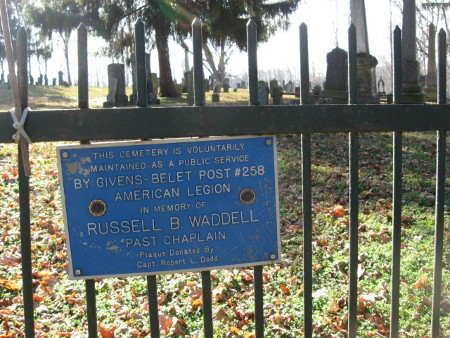 THIS CEMETERY IS VOLUNTARILY
MAINTAINED AS A PUBLIC SERVICE
BY GIVENS-BELET POST #258
AMERICAN LEGION
IN MEMORY OF
RUSSELL B. WADDELL
PAST CHAPLAIN
Plaque Donated By
Capt. Robert L. Dodd